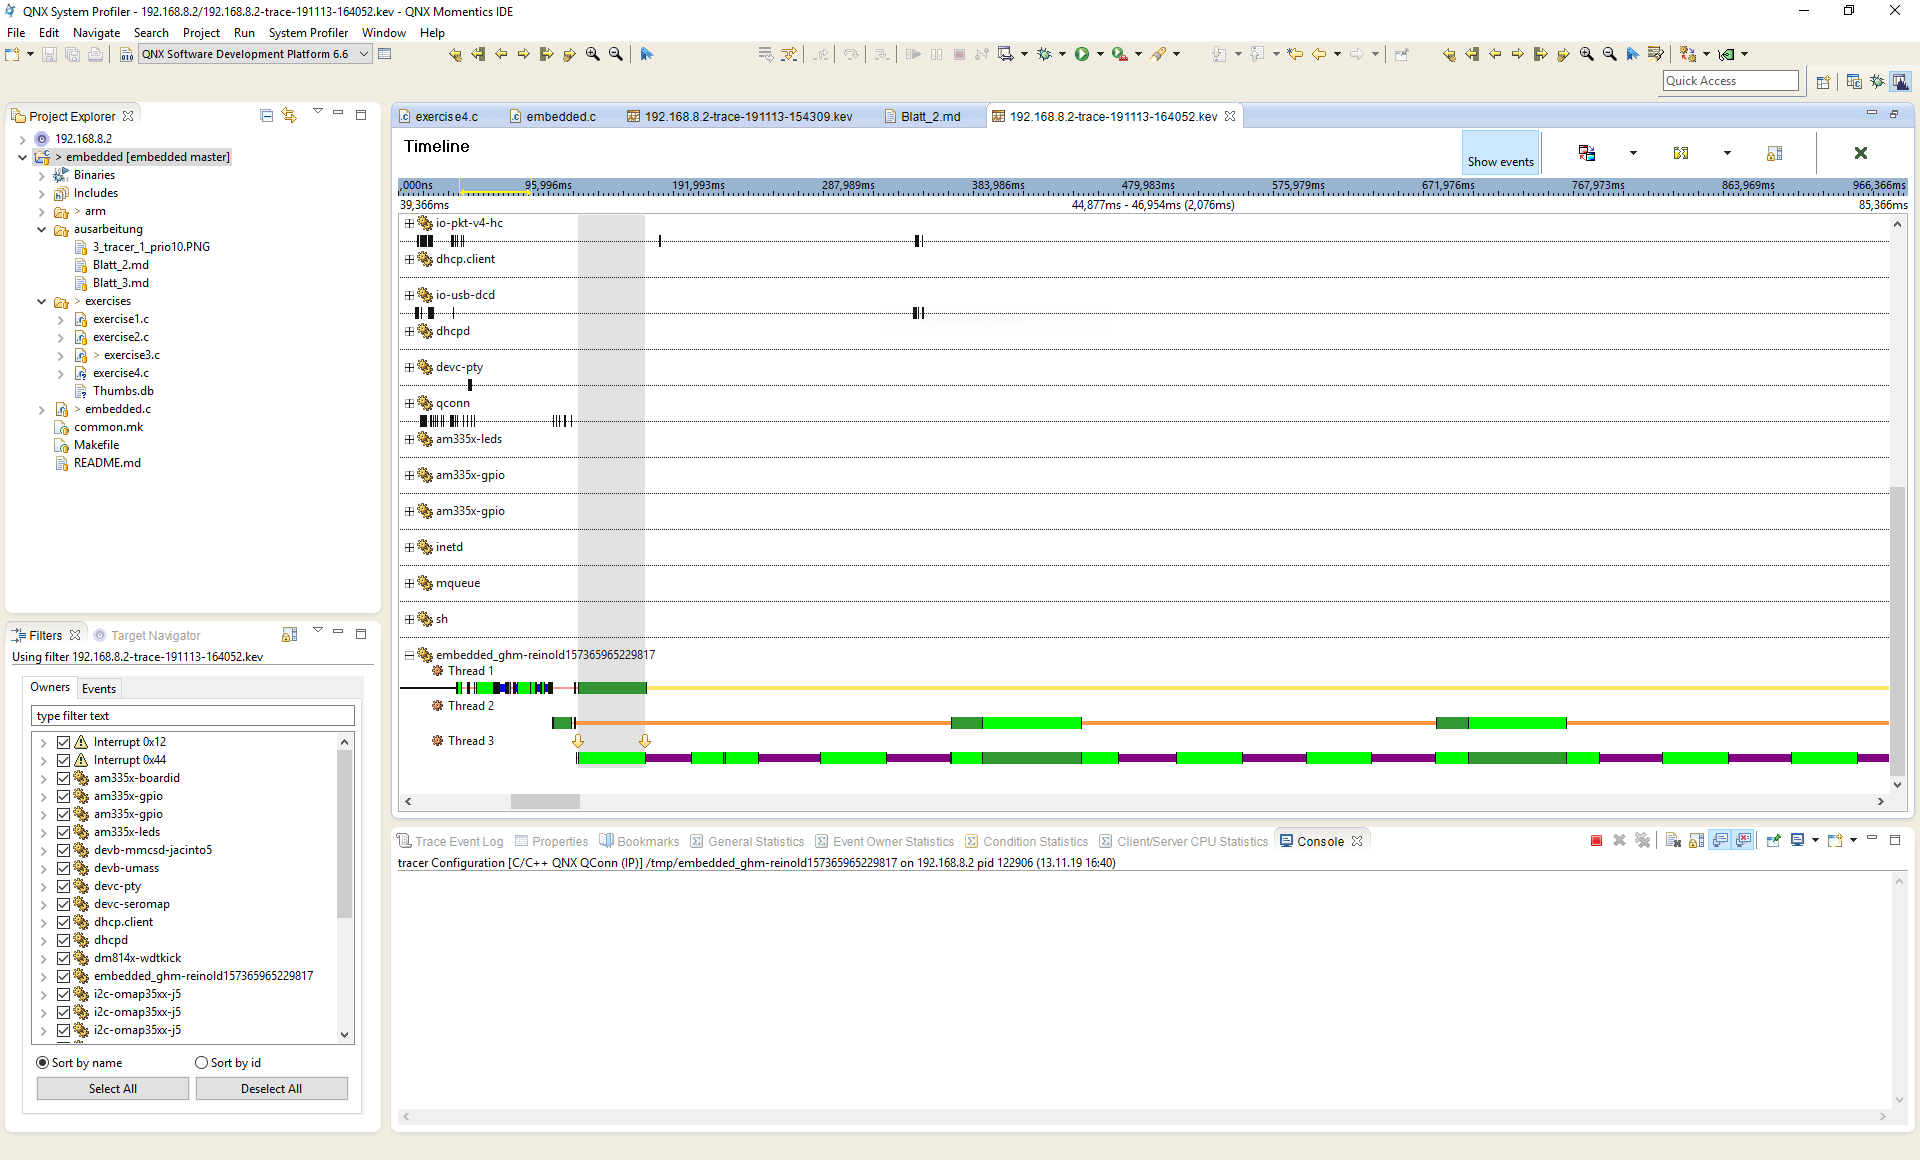 QNX System Profiler - 192.168.8.2/192.168.8.2-trace-191113-164052.kev - QNX Momentics IDE
File Edit Navigate Search Project Run System Profiler Window Help
QNX Software Development Platform 6.6
Quick Access
Project Explorer
192.168.8.2
> embedded [embedded master]
Binaries
Includes
> arm
ausarbeitung
3_tracer_1_prio10.PNG
Blatt_2.md
Blatt_3.md
> exercises
exercise1.c
exercise2.c
> exercise3.c
exercise4.c
Thumbs.db
> embedded.c
common.mk
Makefile
README.md
Filters Target Navigator
Using filter 192.168.8.2-trace-191113-164052.kev
Owners Events
type filter text
Interrupt 0x12
Interrupt 0x44
am335x-boardid
am335x-gpio
am335x-gpio
am335x-leds
devb-mmcsd-jacinto5
devb-umass
devc-pty
devc-seromap
dhcp.client
dhcpd
dm814x-wdtkick
embedded_ghm-reinold157365965229817
i2c-omap35xx-j5
i2c-omap35xx-j5
i2c-omap35xx-j5
Sort by name Sort by id
Select All Deselect All
exercise4.c embedded.c 192.168.8.2-trace-191113-154309.kev Blatt_2.md 192.168.8.2-trace-191113-164052.kev
Timeline
Show events
,000ns 95,996ms 191,993ms 287,989ms 383,986ms 479,983ms 575,979ms 671,976ms 767,973ms 863,969ms 966,366ms
39,366ms 44,877ms - 46,954ms (2,076ms) 85,366ms
io-pkt-v4-hc
dhcp.client
io-usb-dcd
dhcpd
devc-pty
qconn
am335x-leds
am335x-gpio
am335x-gpio
inetd
mqueue
sh
embedded_ghm-reinold157365965229817
Thread 1
Thread 2
Thread 3
Trace Event Log Properties Bookmarks General Statistics Event Owner Statistics Condition Statistics Client/Server CPU Statistics Console
tracer Configuration [C/C++ QNX QConn (IP)] /tmp/embedded_ghm-reinold157365965229817 on 192.168.8.2 pid 122906 (13.11.19 16:40)